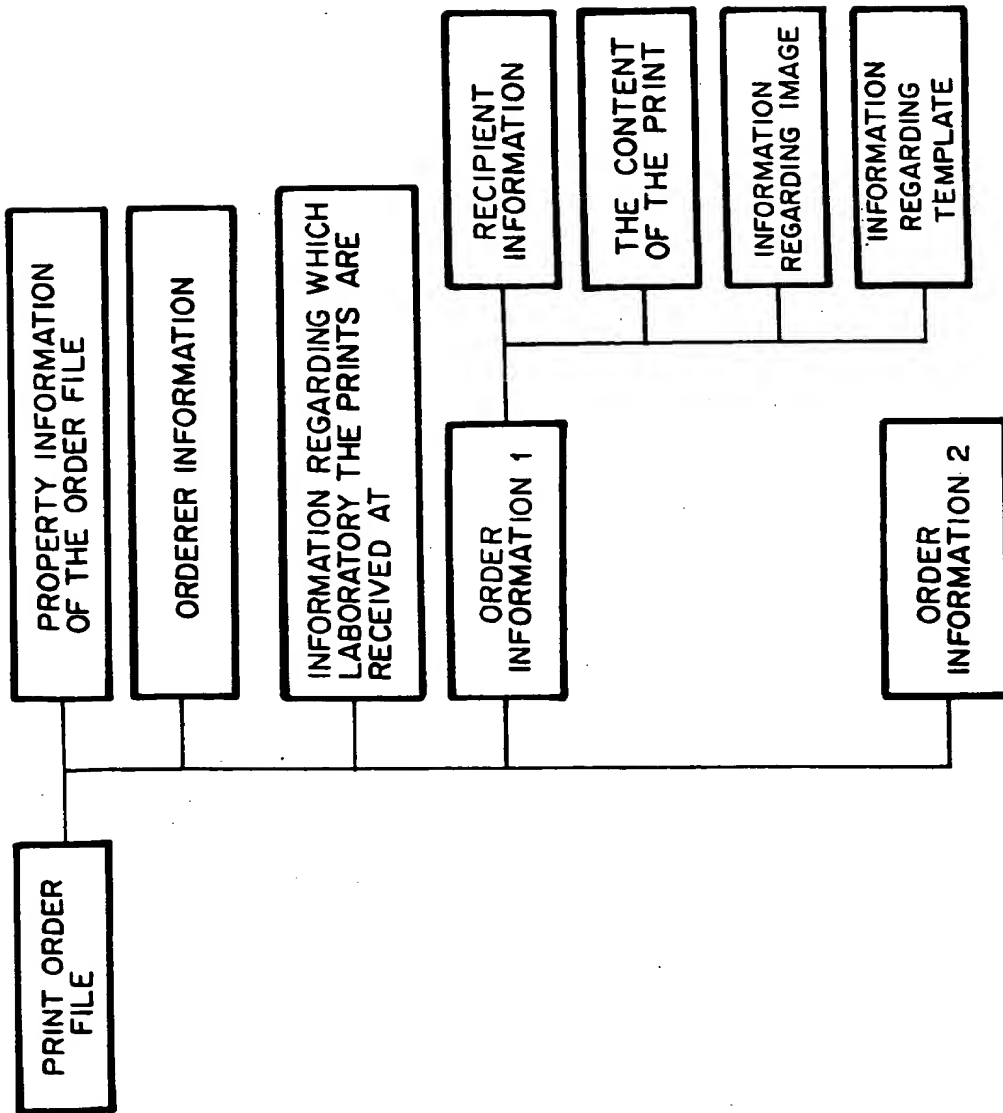 PRINT ORDER
FILE
PROPERTY INFORMATION
OF THE ORDER FILE
ORDERER INFORMATION
INFORMATION REGARDING WHICH
LABORATORY THE PRINTS ARE
RECEIVED AT
ORDER
INFORMATION 1
RECIPIENT
INFORMATION
THE CONTENT
OF THE PRINT
INFORMATION
REGARDING IMAGE
INFORMATION
REGARDING
TEMPLATE
ORDER
INFORMATION 2